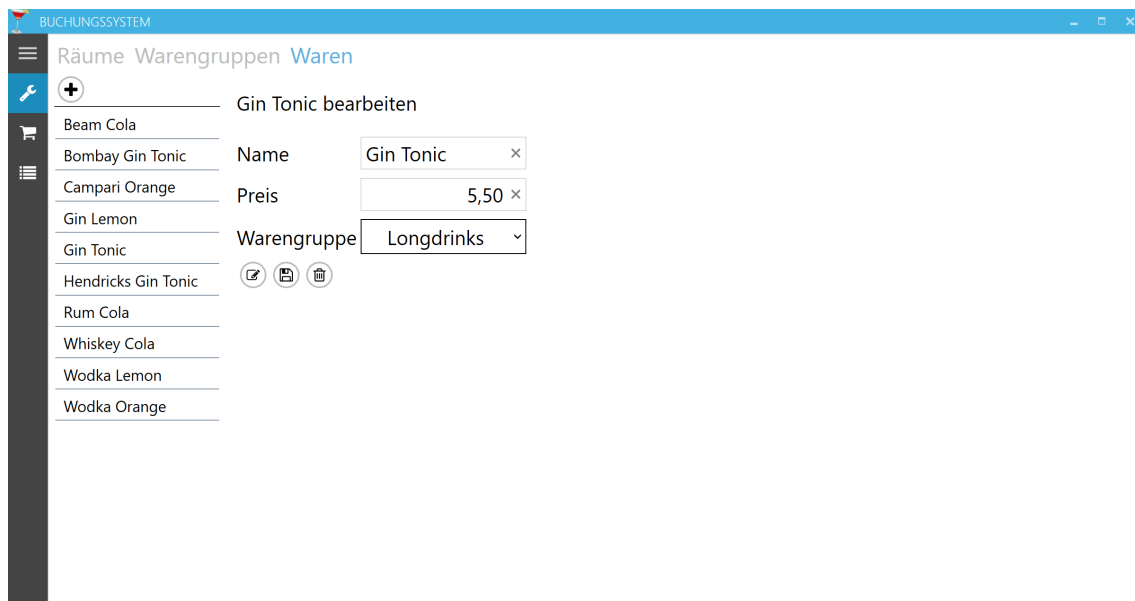 BUCHUNGSSYSTEM
Räume Warengruppen Waren
Beam Cola
Bombay Gin Tonic
Campari Orange
Gin Lemon
Gin Tonic
Hendricks Gin Tonic
Rum Cola
Whiskey Cola
Wodka Lemon
Wodka Orange
Gin Tonic bearbeiten
Name Gin Tonic
Preis 5,50
Warengruppe Longdrinks